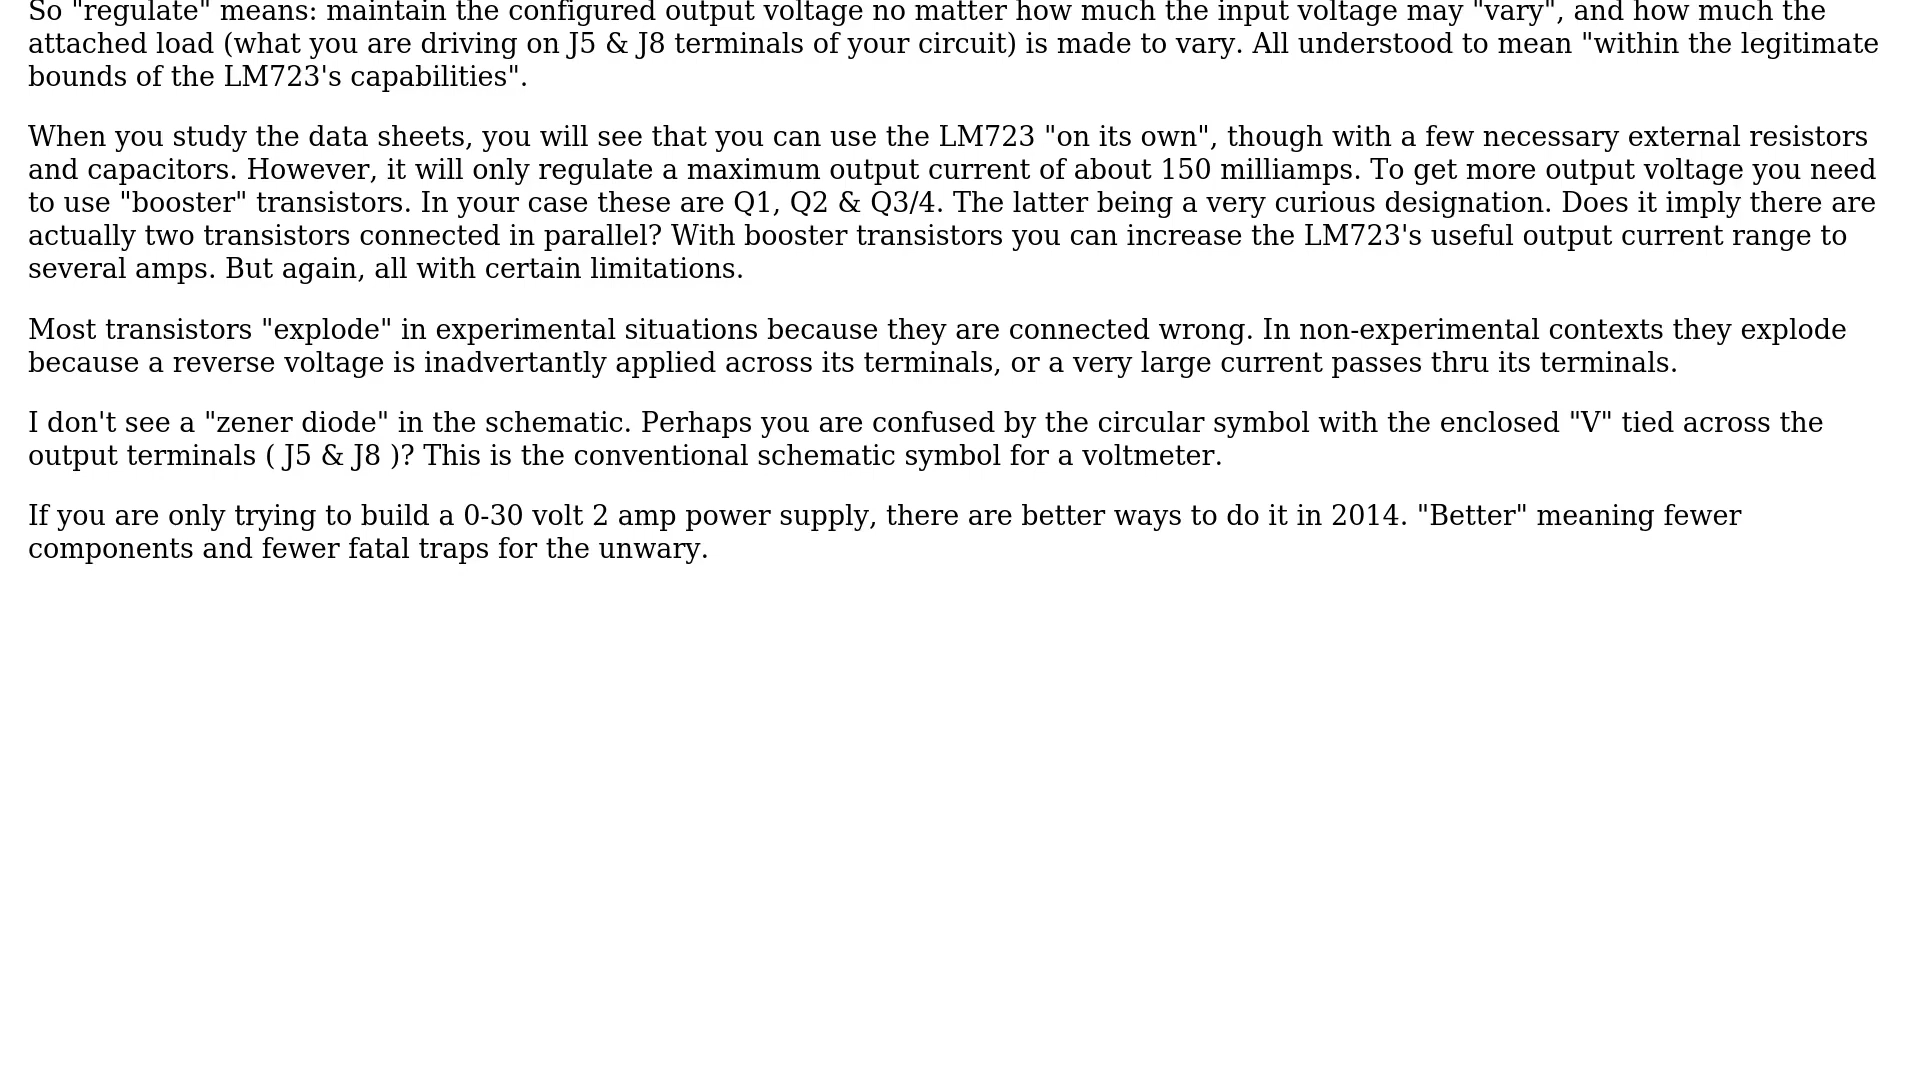 So "regulate" means: maintain the configured output voltage no matter how much the input voltage may "vary", and how much the
attached load (what you are driving on J5 & J8 terminals of your circuit) is made to vary. All understood to mean "within the legitimate
bounds of the LM723's capabilities".
When you study the data sheets, you will see that you can use the LM723 "on its own", though with a few necessary external resistors
and capacitors. However, it will only regulate a maximum output current of about 150 milliamps. To get more output voltage you need
to use "booster" transistors. In your case these are Q1, Q2 & Q3/4. The latter being a very curious designation. Does it imply there are
actually two transistors connected in parallel? With booster transistors you can increase the LM723's useful output current range to
several amps. But again, all with certain limitations.
Most transistors "explode" in experimental situations because they are connected wrong. In non-experimental contexts they explode
because a reverse voltage is inadvertantly applied across its terminals, or a very large current passes thru its terminals.
I don't see a "zener diode" in the schematic. Perhaps you are confused by the circular symbol with the enclosed "V" tied across the
output terminals ( J5 & J8 )? This is the conventional schematic symbol for a voltmeter.
If you are only trying to build a 0-30 volt 2 amp power supply, there are better ways to do it in 2014. "Better" meaning fewer
components and fewer fatal traps for the unwary.